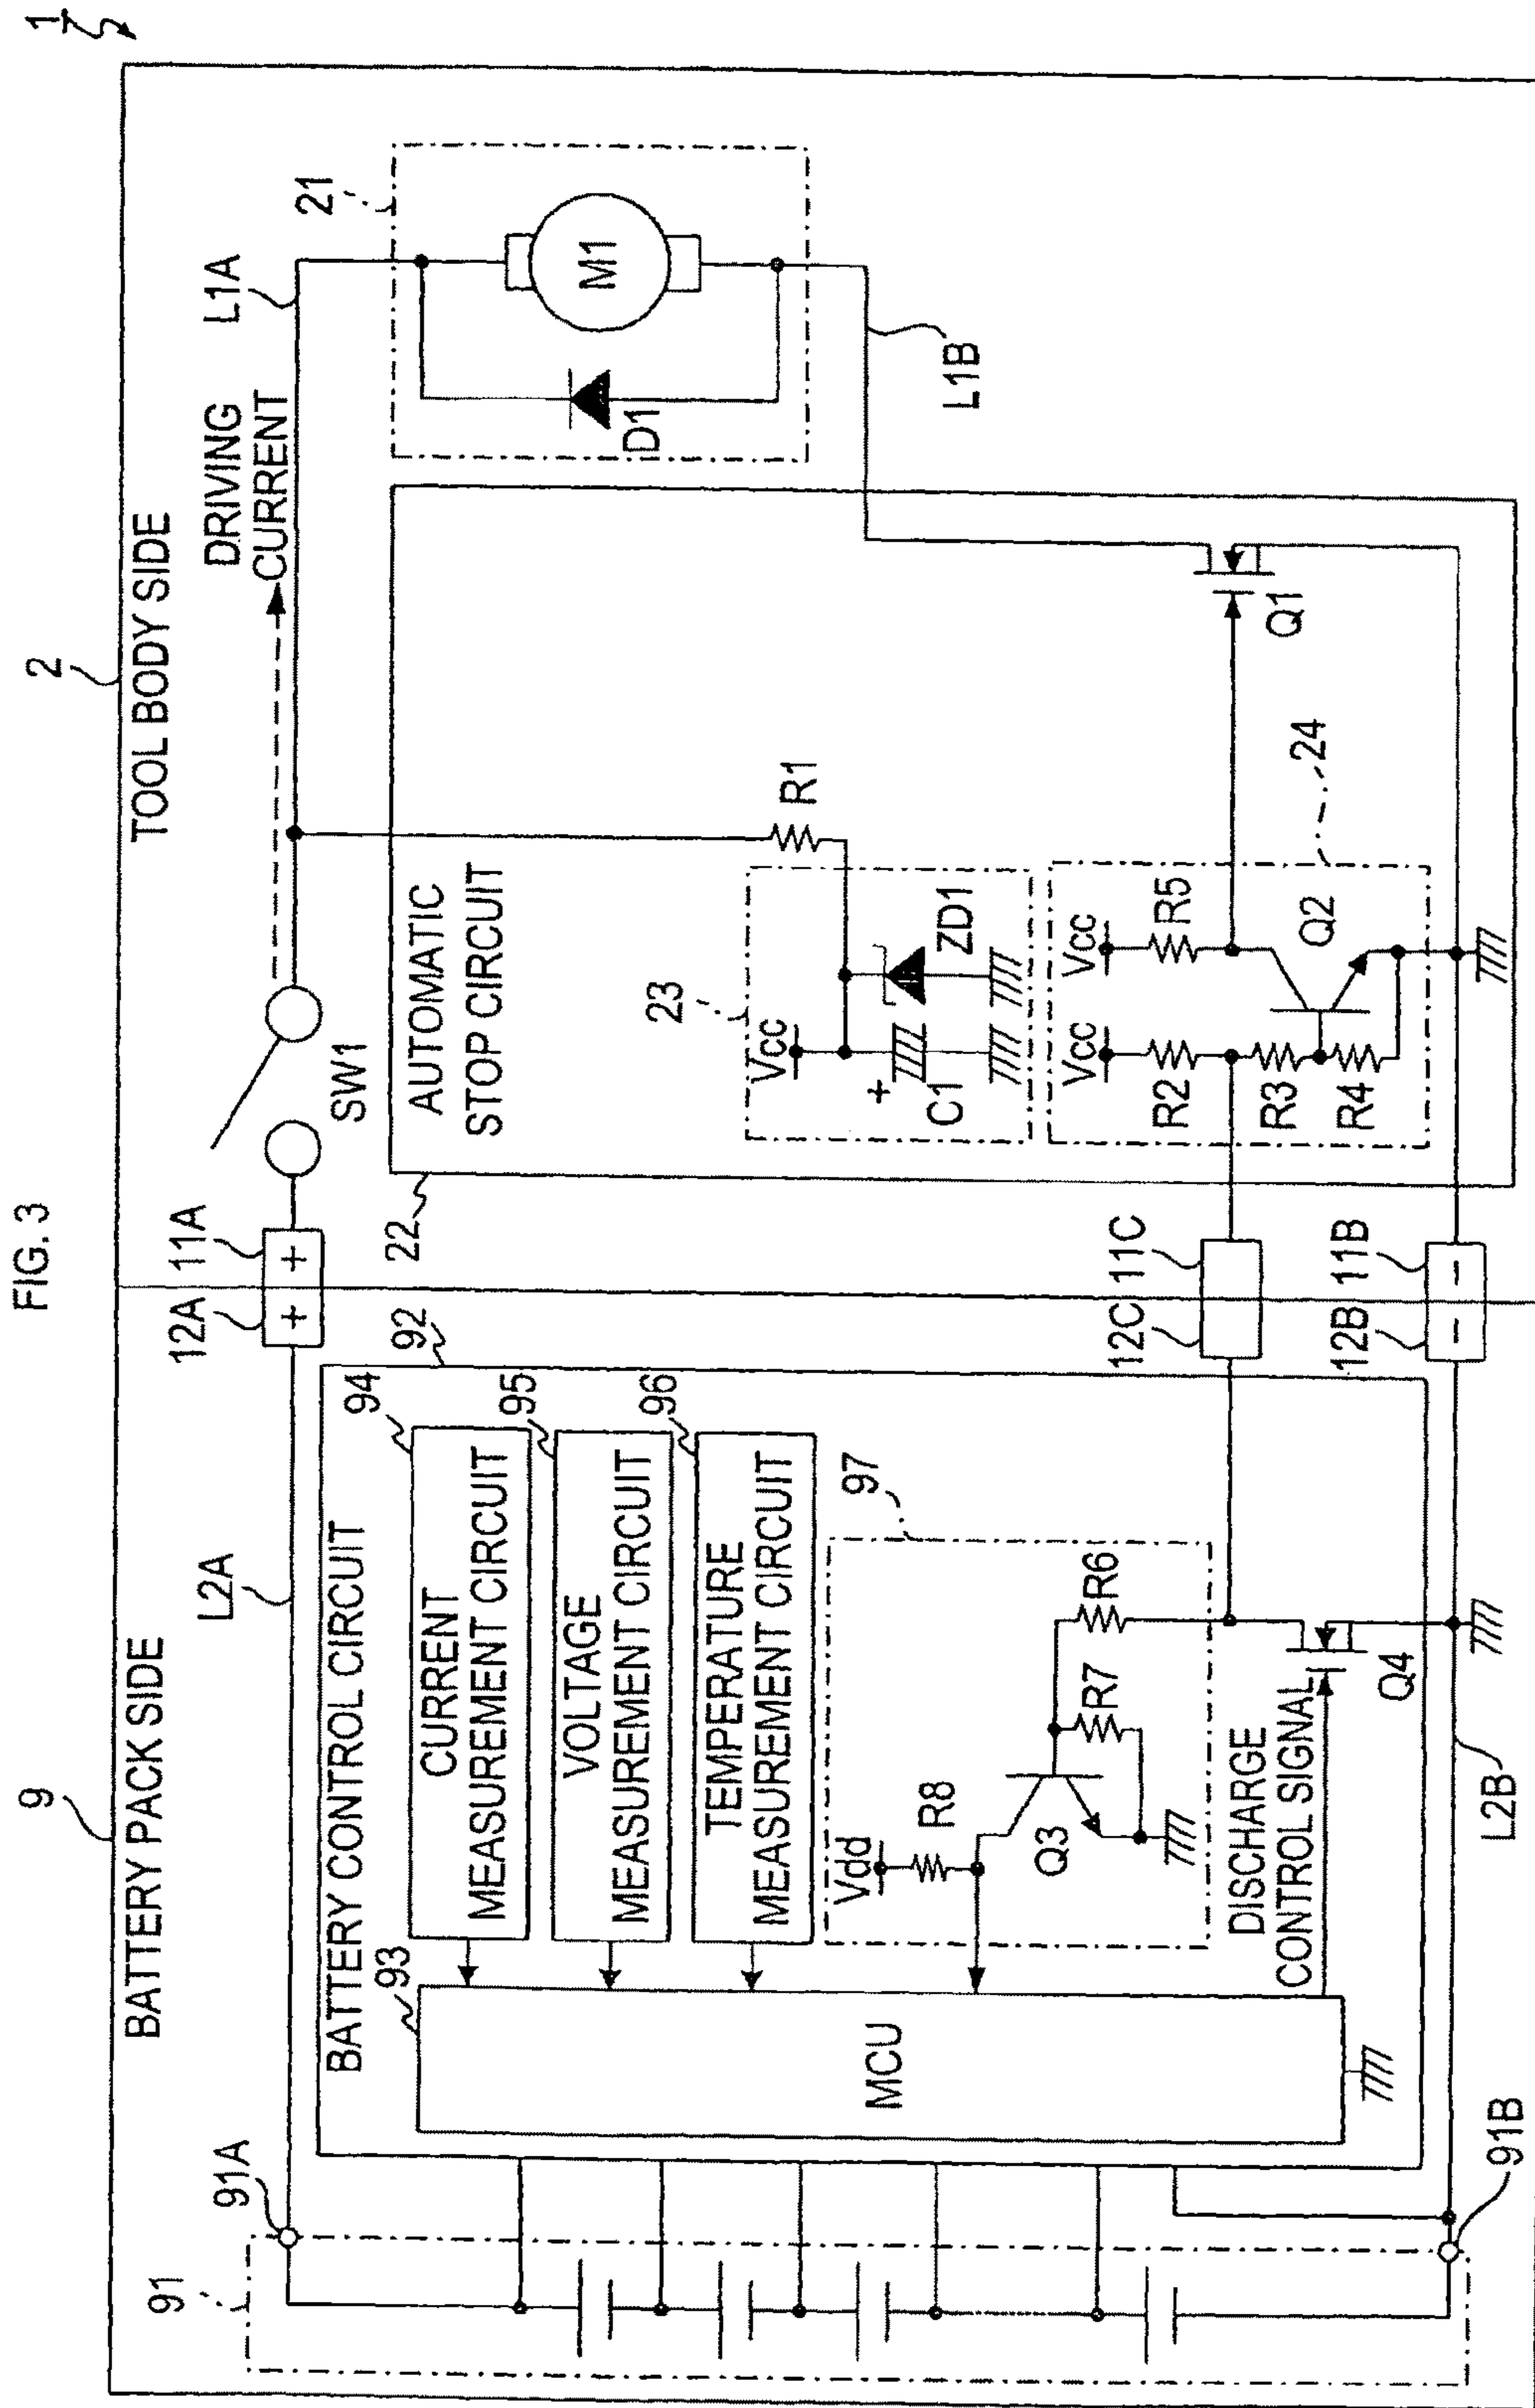 FIG. 3
1
9
BATTERY PACK SIDE
2
TOOL BODY SIDE
L2A
12A
11A
+
+
SW1
DRIVING
CURRENT
L1A
91
91A
BATTERY CONTROL CIRCUIT
92
93
MCU
CURRENT
MEASUREMENT CIRCUIT
94
VOLTAGE
MEASUREMENT CIRCUIT
95
TEMPERATURE
MEASUREMENT CIRCUIT
96
97
Vdd
R8
Q3
R7
R6
DISCHARGE
CONTROL SIGNAL
Q4
L2B
91B
12C
11C
12B
11B
-
-
22
AUTOMATIC
STOP CIRCUIT
23
Vcc
+
C1
ZD1
R1
Vcc
R2
R3
R4
Vcc
R5
Q2
24
Q1
21
M1
D1
L1B